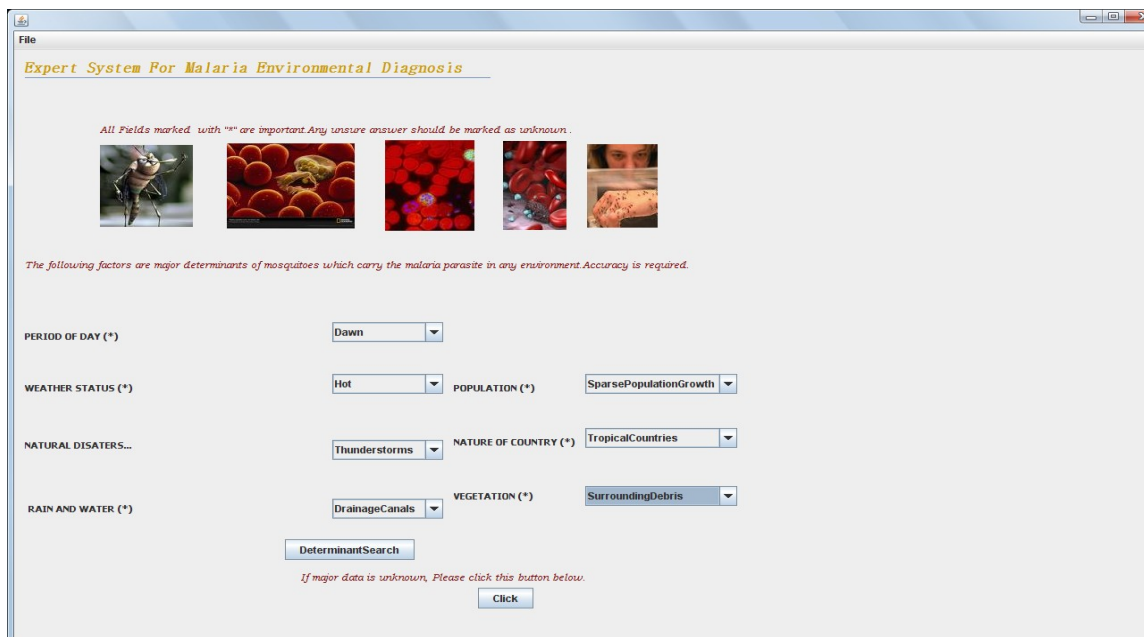 File
Expert System For Malaria Environmental Diagnosis
All Fields marked with "*" are important.Any unsure answer should be marked as unknown .
The following factors are major determinants of mosquitoes which carry the malaria parasite in any environment.Accuracy is required.
PERIOD OF DAY (*) Dawn
WEATHER STATUS (*) Hot POPULATION (*) SparsePopulationGrowth
NATURAL DISATERS... Thunderstorms NATURE OF COUNTRY (*) TropicalCountries
RAIN AND WATER (*) DrainageCanals VEGETATION (*) SurroundingDebris
DeterminantSearch
If major data is unknown, Please click this button below.
Click